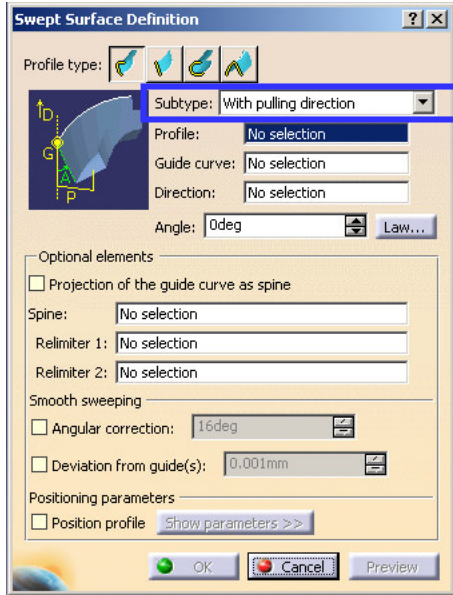 Swept Surface Definition ? X
Profile type:
Subtype: With pulling direction
Profile: No selection
Guide curve: No selection
Direction: No selection
Angle: 0deg Law...
D
G
A
P
Optional elements
Projection of the guide curve as spine
Spine: No selection
Relimiter 1: No selection
Relimiter 2: No selection
Smooth sweeping
Angular correction: 16deg
Deviation from guide(s): 0.001mm
Positioning parameters
Position profile Show parameters >>
OK Cancel Preview